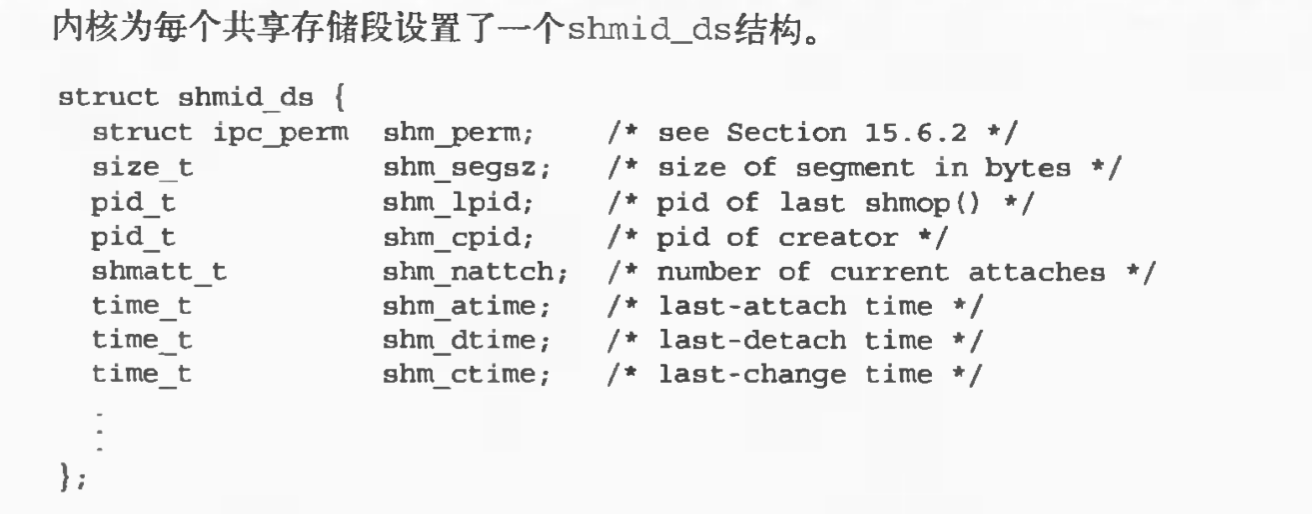 内核为每个共享存储段设置了一个shmid_ds结构。
struct shmid_ds {
  struct ipc_perm  shm_perm;    /* see Section 15.6.2 */
  size_t           shm_segsz;   /* size of segment in bytes */
  pid_t            shm_lpid;    /* pid of last shmop() */
  pid_t            shm_cpid;    /* pid of creator */
  shmatt_t         shm_nattch;  /* number of current attaches */
  time_t           shm_atime;   /* last-attach time */
  time_t           shm_dtime;   /* last-detach time */
  time_t           shm_ctime;   /* last-change time */
  .
  .
  .
};